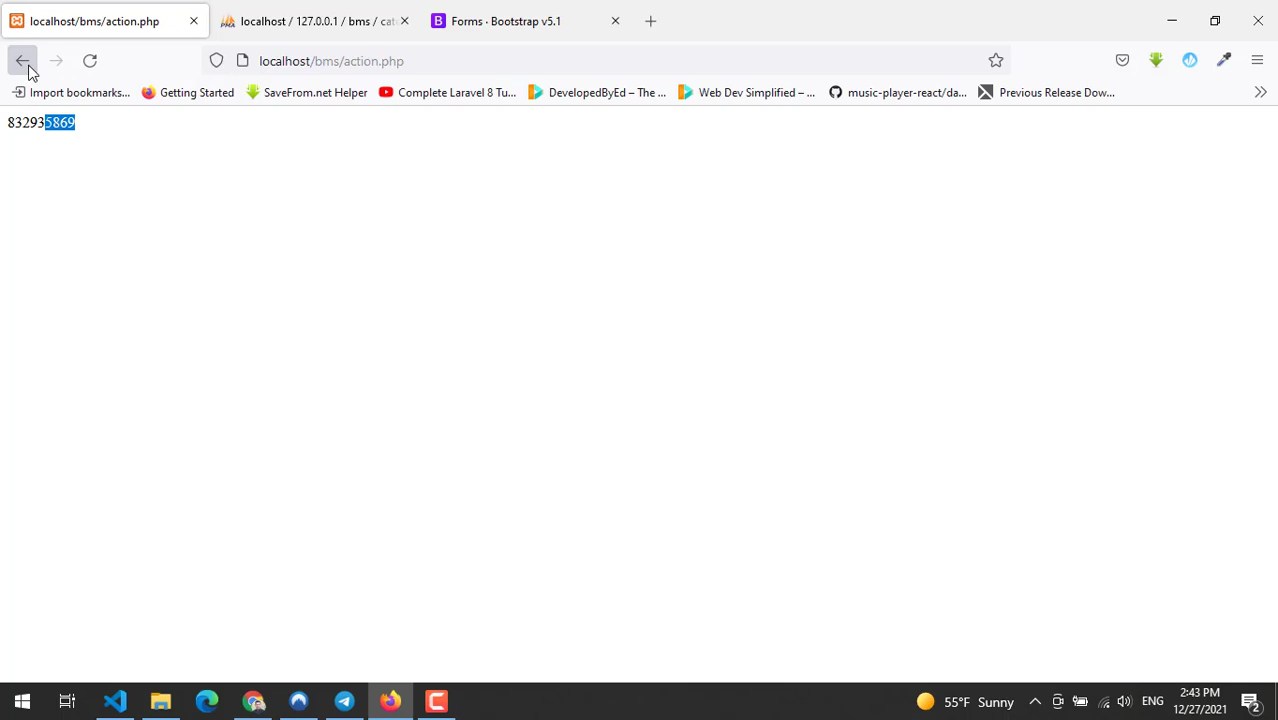 localhost/bms/action.php
localhost / 127.0.0.1 / bms / cat
Forms · Bootstrap v5.1
localhost/bms/action.php
Import bookmarks...
Getting Started
SaveFrom.net Helper
Complete Laravel 8 Tu...
DevelopedByEd – The ...
Web Dev Simplified – ...
music-player-react/da...
Previous Release Dow...
832935869
55°F Sunny
ENG
2:43 PM
12/27/2021
2